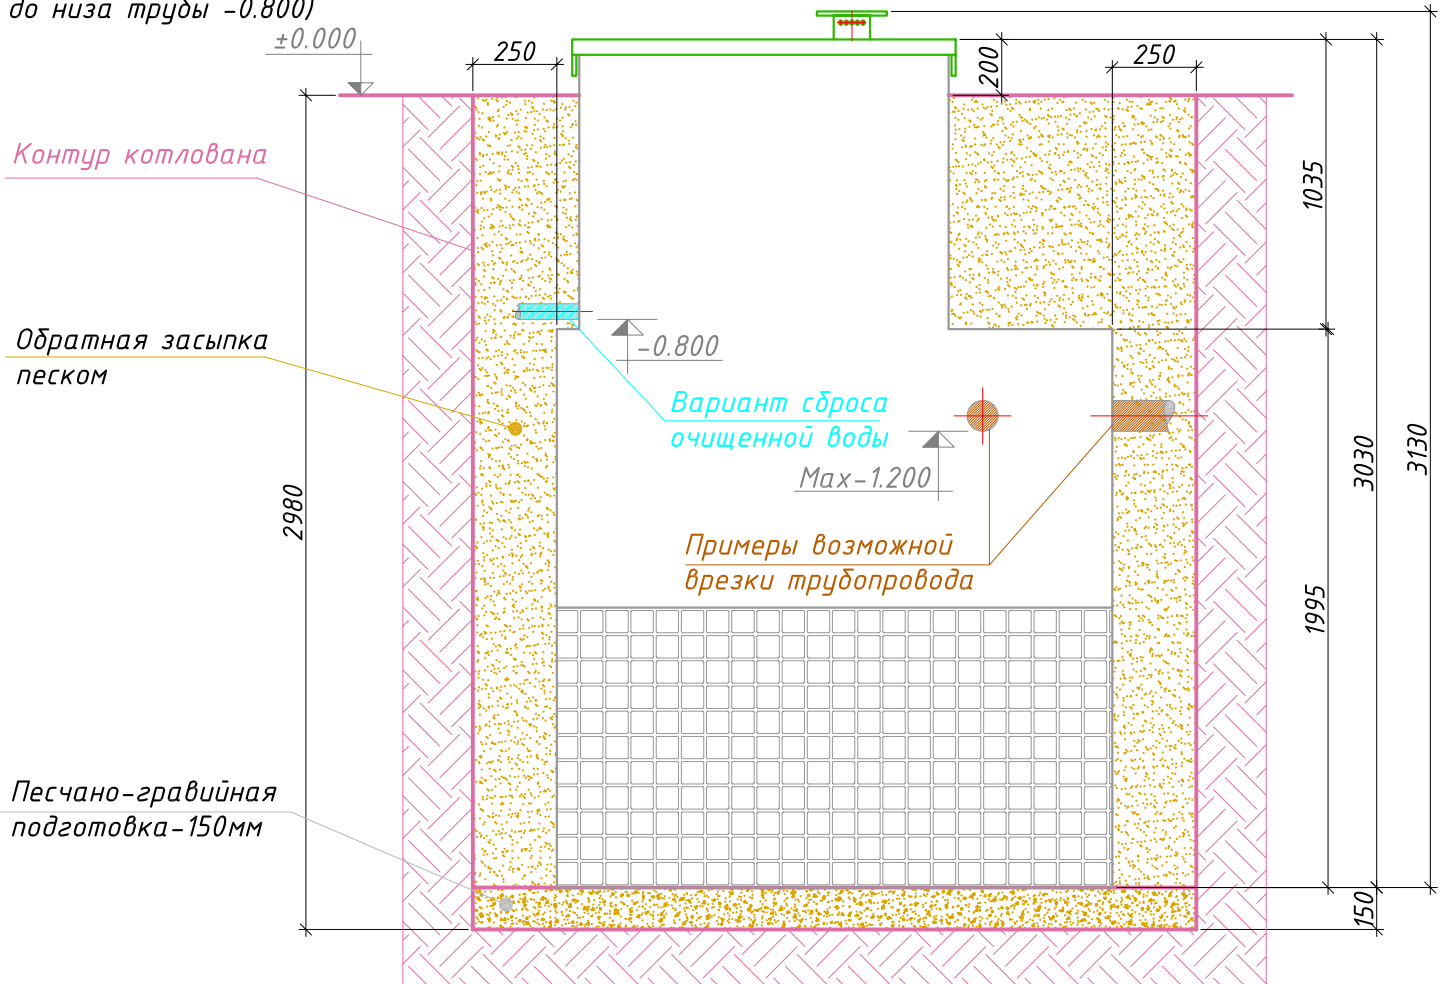 до низа трубы -0.800)
±0.000
250
200
250
Контур котлована
1035
Обратная засыпка
песком
-0.800
Вариант сброса
очищенной воды
Max-1.200
2980
3030
3130
Примеры возможной
врезки трубопровода
1995
Песчано-гравийная
подготовка-150мм
150